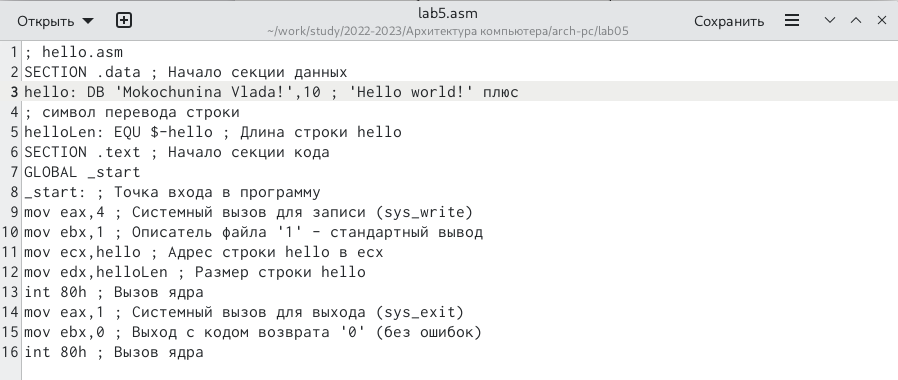 Открыть
lab5.asm
~/work/study/2022-2023/Архитектура компьютера/arch-pc/lab05
Сохранить
1 ; hello.asm
2 SECTION .data ; Начало секции данных
3 hello: DB 'Mokochunina Vlada!',10 ; 'Hello world!' плюс
4 ; символ перевода строки
5 helloLen: EQU $-hello ; Длина строки hello
6 SECTION .text ; Начало секции кода
7 GLOBAL _start
8 _start: ; Точка входа в программу
9 mov eax,4 ; Системный вызов для записи (sys_write)
10 mov ebx,1 ; Описатель файла '1' - стандартный вывод
11 mov ecx,hello ; Адрес строки hello в ecx
12 mov edx,helloLen ; Размер строки hello
13 int 80h ; Вызов ядра
14 mov eax,1 ; Системный вызов для выхода (sys_exit)
15 mov ebx,0 ; Выход с кодом возврата '0' (без ошибок)
16 int 80h ; Вызов ядра